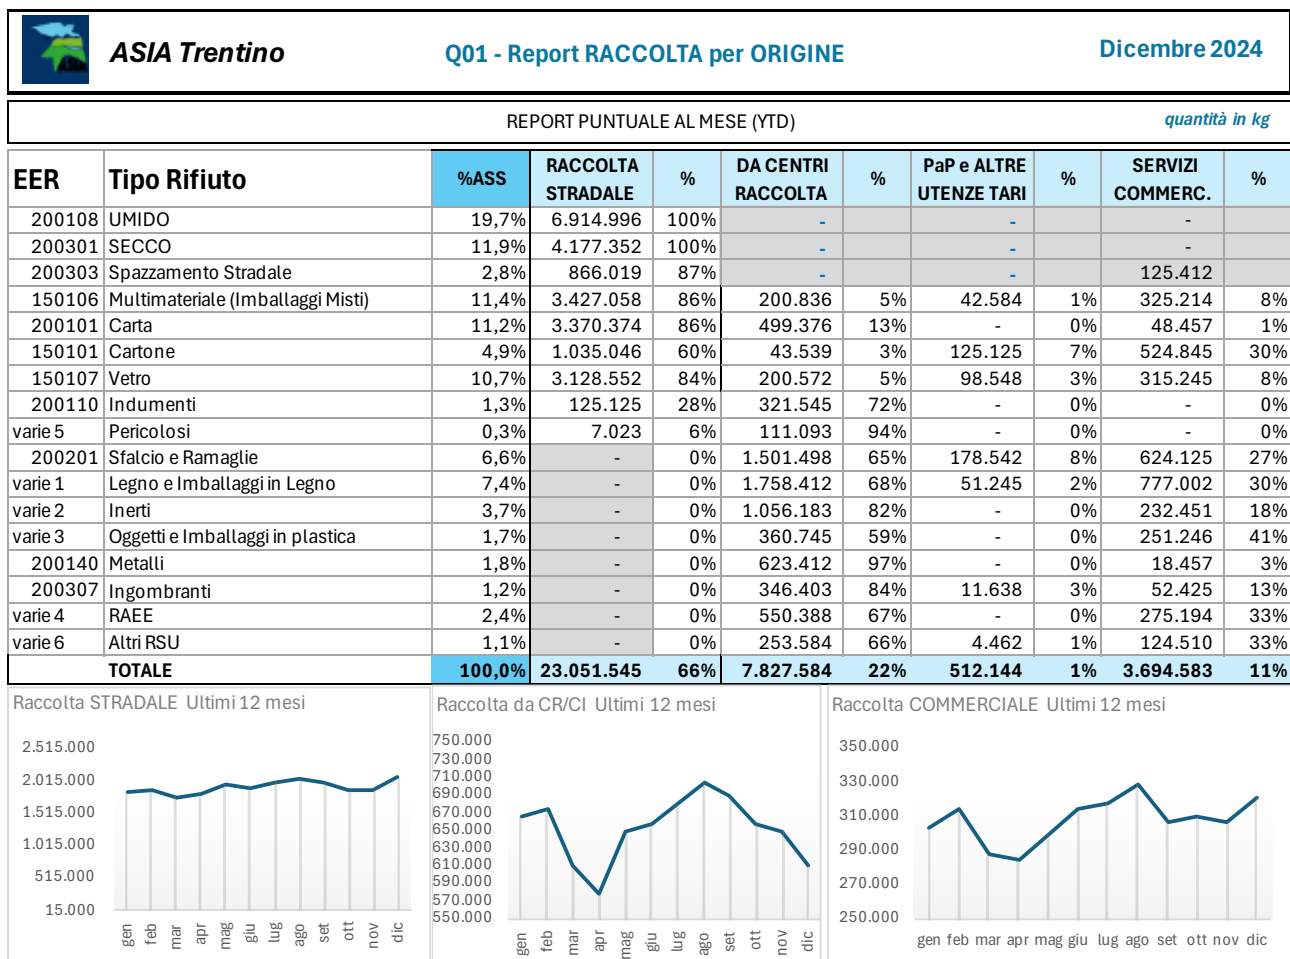 ASIA
ASIA Trentino
Q01 - Report RACCOLTA per ORIGINE
Dicembre 2024
REPORT PUNTUALE AL MESE (YTD)
quantità in kg
EER Tipo Rifiuto %ASS RACCOLTA STRADALE % DA CENTRI RACCOLTA % PaP e ALTRE UTENZE TARI % SERVIZI COMMERC. %
200108 UMIDO 19,7% 6.914.996 100% - - -
200301 SECCO 11,9% 4.177.352 100% - - -
200303 Spazzamento Stradale 2,8% 866.019 87% - - 125.412
150106 Multimateriale (Imballaggi Misti) 11,4% 3.427.058 86% 200.836 5% 42.584 1% 325.214 8%
200101 Carta 11,2% 3.370.374 86% 499.376 13% - 0% 48.457 1%
150101 Cartone 4,9% 1.035.046 60% 43.539 3% 125.125 7% 524.845 30%
150107 Vetro 10,7% 3.128.552 84% 200.572 5% 98.548 3% 315.245 8%
200110 Indumenti 1,3% 125.125 28% 321.545 72% - 0% - 0%
varie 5 Pericolosi 0,3% 7.023 6% 111.093 94% - 0% - 0%
200201 Sfalcio e Ramaglie 6,6% - 0% 1.501.498 65% 178.542 8% 624.125 27%
varie 1 Legno e Imballaggi in Legno 7,4% - 0% 1.758.412 68% 51.245 2% 777.002 30%
varie 2 Inerti 3,7% - 0% 1.056.183 82% - 0% 232.451 18%
varie 3 Oggetti e Imballaggi in plastica 1,7% - 0% 360.745 59% - 0% 251.246 41%
200140 Metalli 1,8% - 0% 623.412 97% - 0% 18.457 3%
200307 Ingombranti 1,2% - 0% 346.403 84% 11.638 3% 52.425 13%
varie 4 RAEE 2,4% - 0% 550.388 67% - 0% 275.194 33%
varie 6 Altri RSU 1,1% - 0% 253.584 66% 4.462 1% 124.510 33%
TOTALE 100,0% 23.051.545 66% 7.827.584 22% 512.144 1% 3.694.583 11%
Raccolta STRADALE Ultimi 12 mesi
2.515.000
2.015.000
1.515.000
1.015.000
515.000
15.000
gen feb mar apr mag giu lug ago set ott nov dic
Raccolta da CR/CI Ultimi 12 mesi
750.000
730.000
710.000
690.000
670.000
650.000
630.000
610.000
590.000
570.000
550.000
gen feb mar apr mag giu lug ago set ott nov dic
Raccolta COMMERCIALE Ultimi 12 mesi
350.000
330.000
310.000
290.000
270.000
250.000
gen feb mar apr mag giu lug ago set ott nov dic